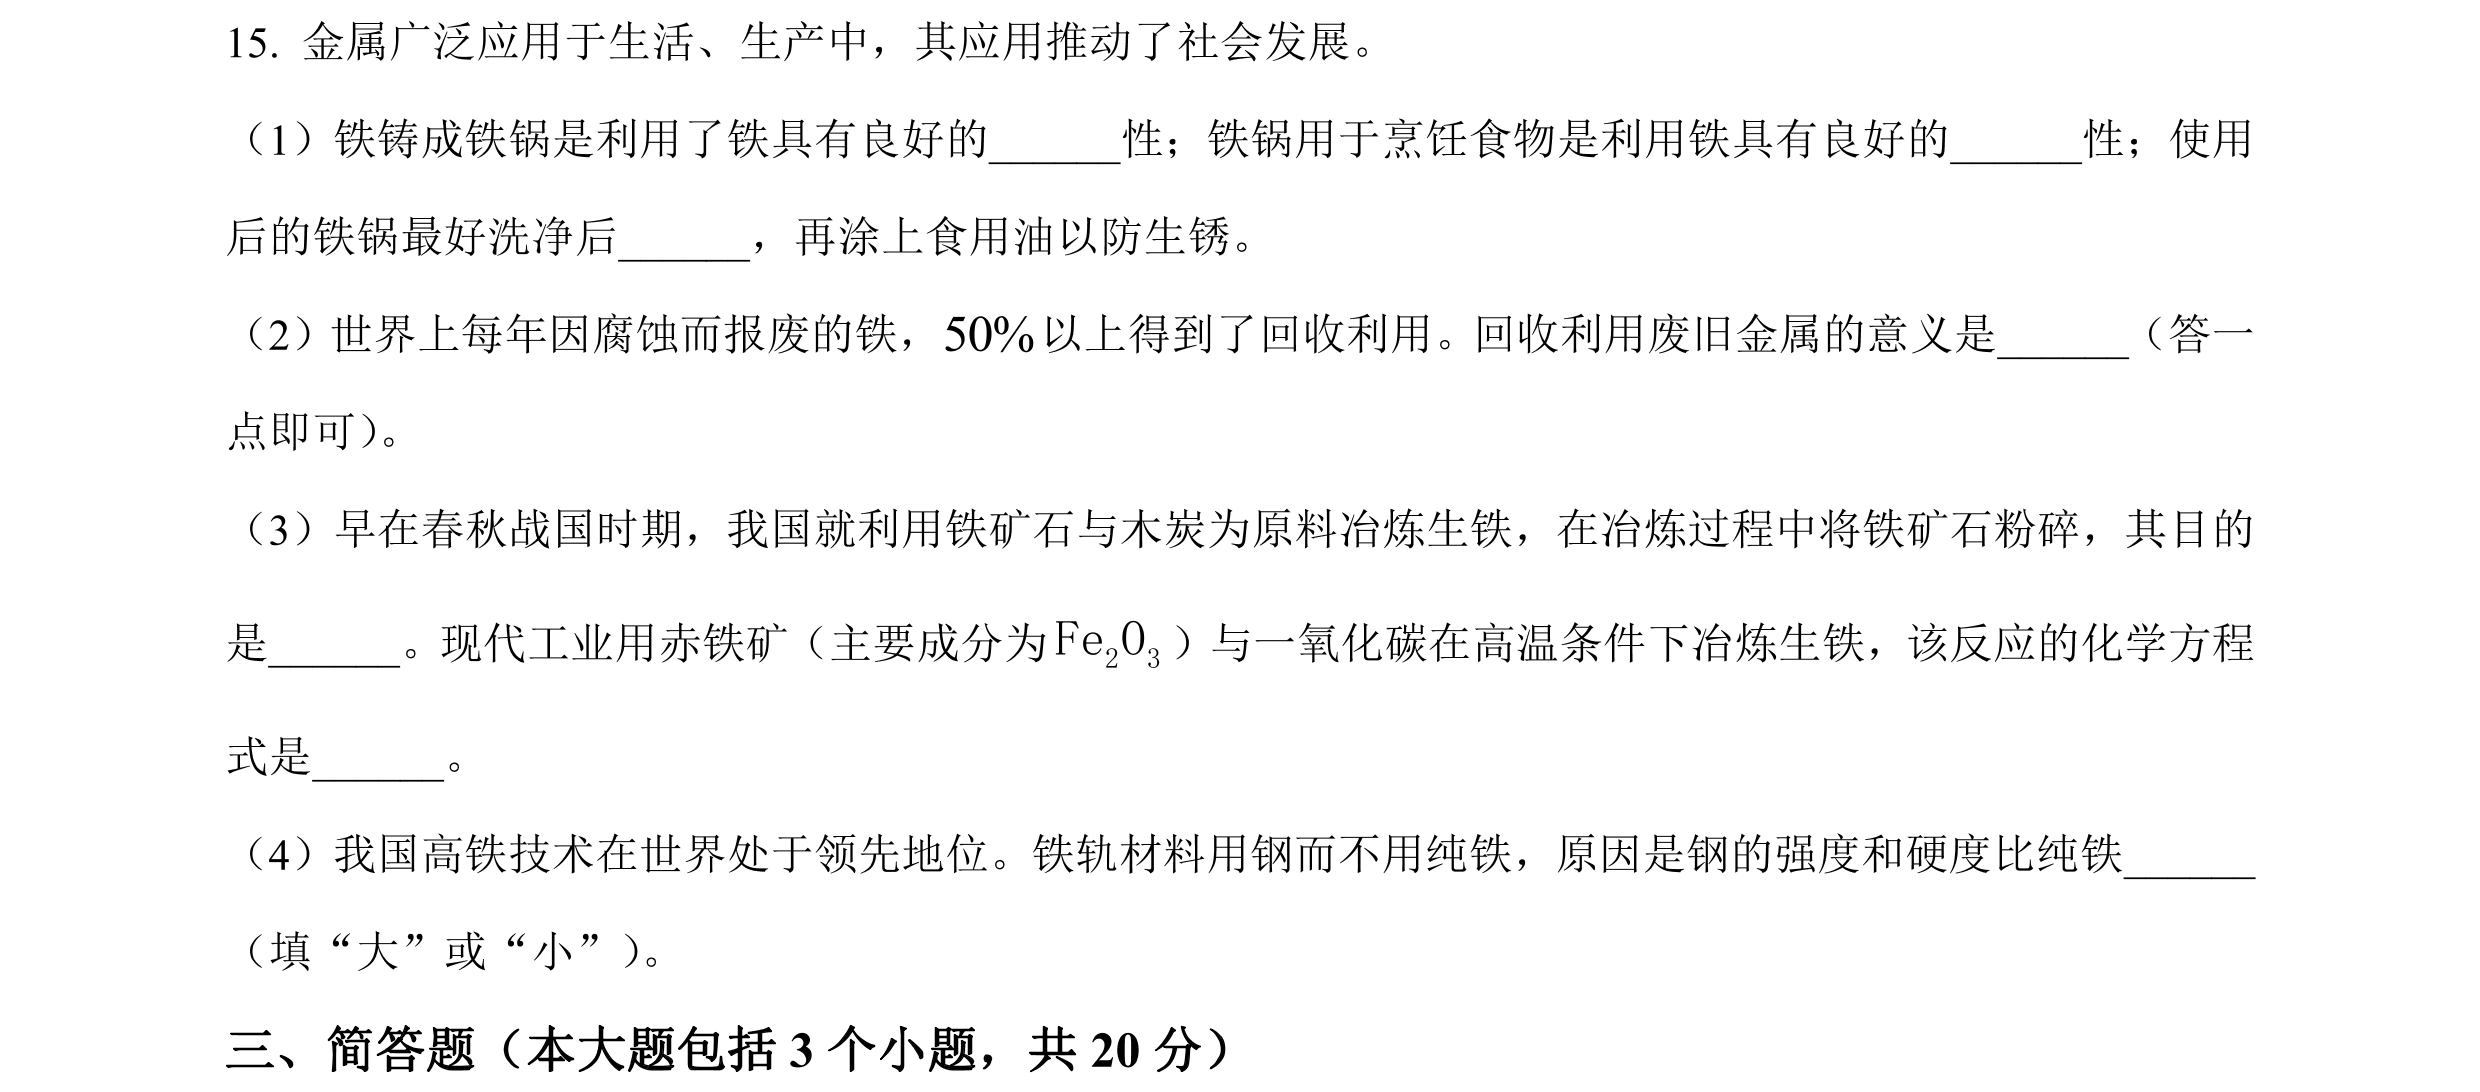 15. 金属广泛应用于生活、生产中，其应用推动了社会发展。
（1）铁铸成铁锅是利用了铁具有良好的______性；铁锅用于烹饪食物是利用铁具有良好的______性；使用
后的铁锅最好洗净后______，再涂上食用油以防生锈。
（2）世界上每年因腐蚀而报废的铁，50%以上得到了回收利用。回收利用废旧金属的意义是______（答一
点即可）。
（3）早在春秋战国时期，我国就利用铁矿石与木炭为原料冶炼生铁，在冶炼过程中将铁矿石粉碎，其目的
是______。现代工业用赤铁矿（主要成分为Fe₂O₃）与一氧化碳在高温条件下冶炼生铁，该反应的化学方程
式是______。
（4）我国高铁技术在世界处于领先地位。铁轨材料用钢而不用纯铁，原因是钢的强度和硬度比纯铁______
（填“大”或“小”）。
三、简答题（本大题包括 3 个小题，共 20 分）